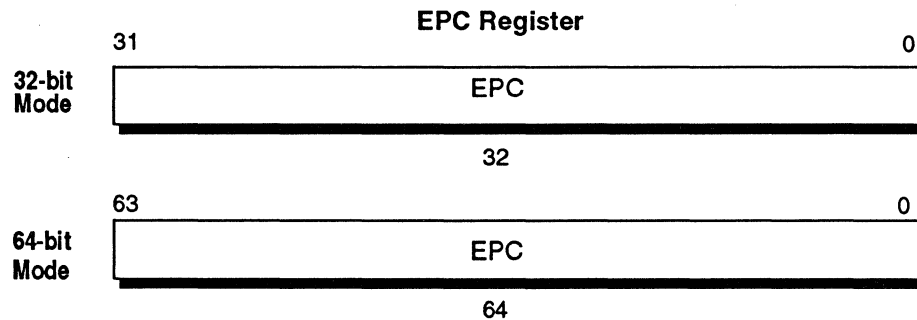 EPC Register
31 0
32-bit
Mode
EPC
32
63 0
64-bit
Mode
EPC
64